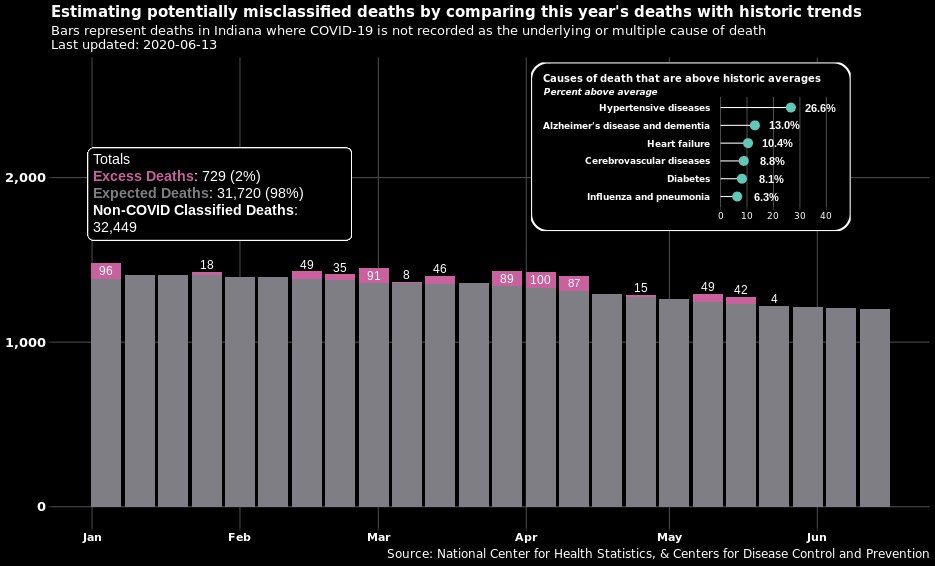 Estimating potentially misclassified deaths by comparing this year's deaths with historic trends
Bars represent deaths in Indiana where COVID-19 is not recorded as the underlying or multiple cause of death
Last updated: 2020-06-13
Causes of death that are above historic averages
Percent above average
Hypertensive diseases 26.6%
Alzheimer's disease and dementia 13.0%
Heart failure 10.4%
Cerebrovascular diseases 8.8%
Diabetes 8.1%
Influenza and pneumonia 6.3%
0 10 20 30 40
Totals
Excess Deaths: 729 (2%)
Expected Deaths: 31,720 (98%)
Non-COVID Classified Deaths:
32,449
2,000
96 18 49 35 91 8 46 89 100 87 15 49 42 4
1,000
0
Jan Feb Mar Apr May Jun
Source: National Center for Health Statistics, & Centers for Disease Control and Prevention